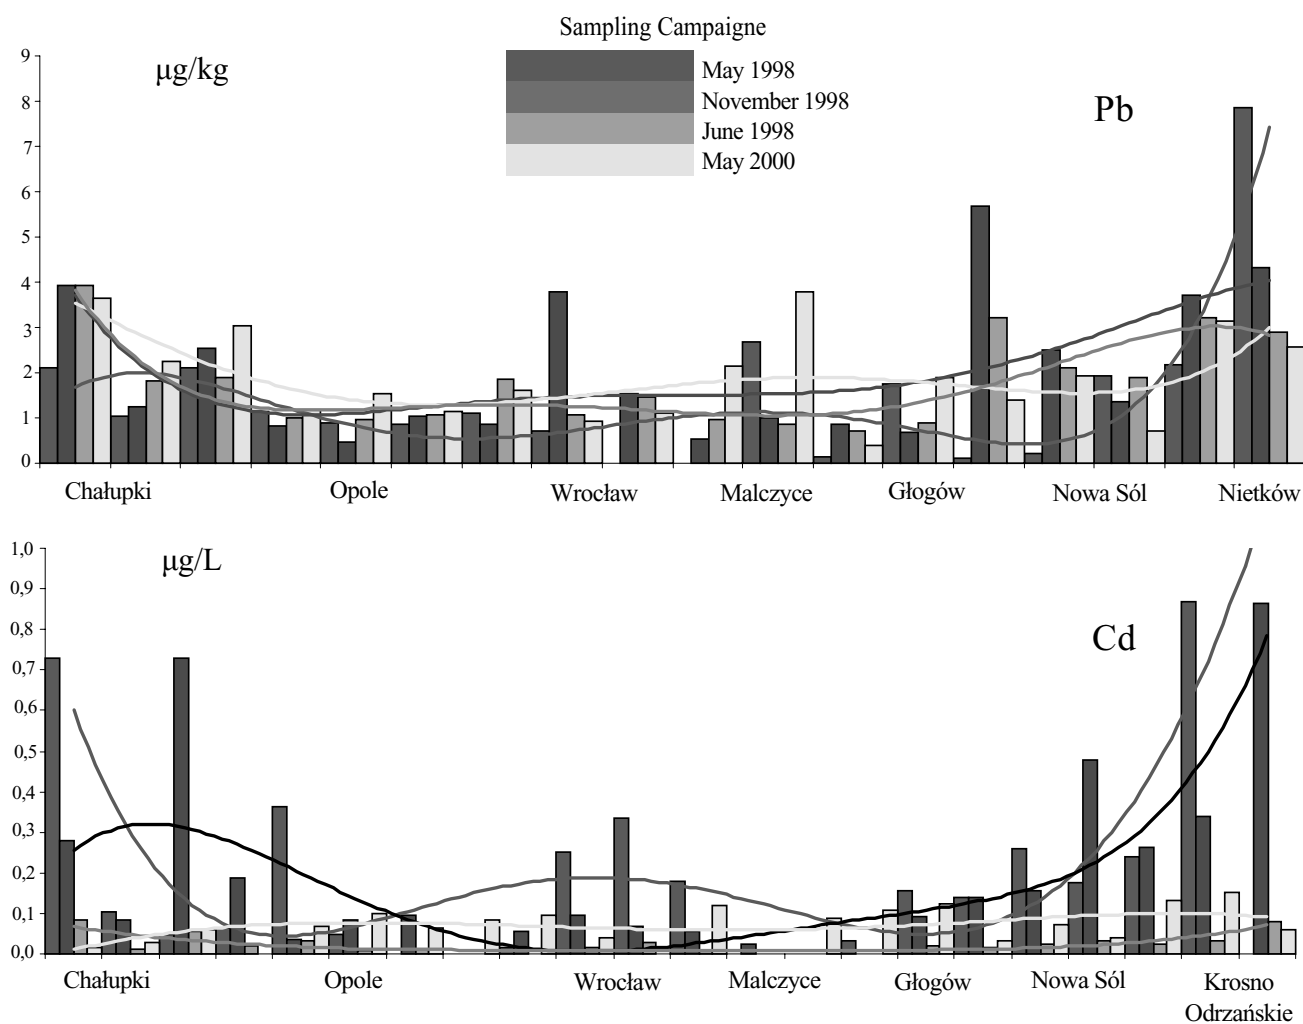 Sampling Campaigne
May 1998
November 1998
June 1998
May 2000
μg/kg
Pb
9
8
7
6
5
4
3
2
1
0
Chałupki
Opole
Wrocław
Malczyce
Głogów
Nowa Sól
Nietków
μg/L
Cd
1,0
0,9
0,8
0,7
0,6
0,5
0,4
0,3
0,2
0,1
0,0
Chałupki
Opole
Wrocław
Malczyce
Głogów
Nowa Sól
Krosno
Odrzańskie